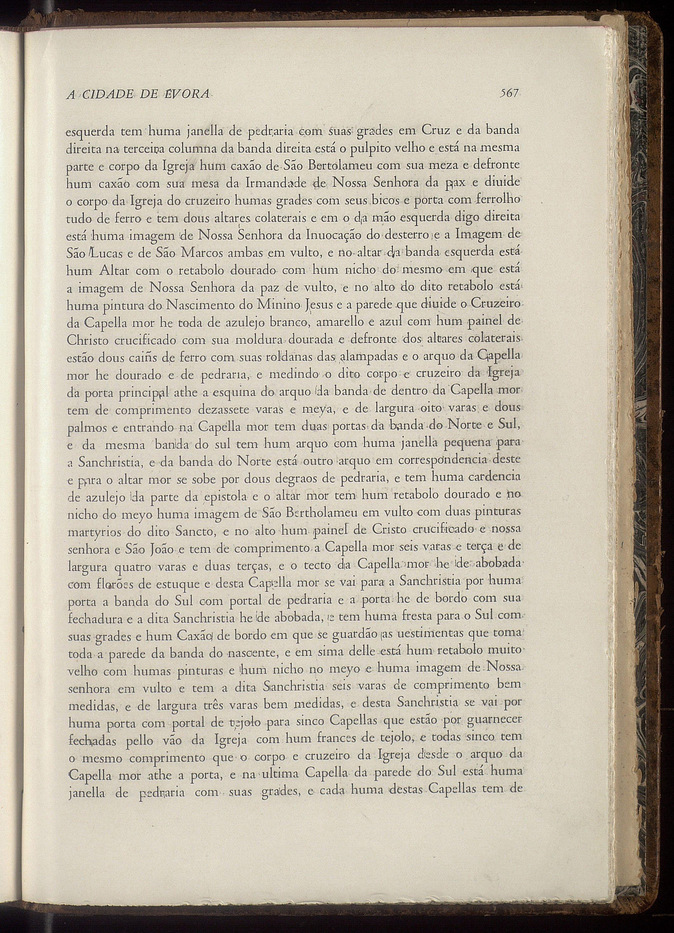 A CIDADE DE ÉVORA 567
esquerda tem huma janella de pedraria com suas grades em Cruz e da banda
direita na terceira columna da banda direita está o pulpito velho e está na mesma
parte e corpo da Igreja hum caxão de São Bertolameu com sua meza e defronte
hum caxão com sua mesa da Irmandade de Nossa Senhora da pax e diuide
o corpo da Igreja do cruzeiro humas grades com seus bicos e porta com ferrolho
tudo de ferro e tem dous altares colaterais e em o da mão esquerda digo direita
está huma imagem de Nossa Senhora da Inuocação do desterro e a Imagem de
São Lucas e de São Marcos ambas em vulto, e no altar da banda esquerda está
hum Altar com o retabolo dourado com hum nicho do mesmo em que está
a imagem de Nossa Senhora da paz de vulto, e no alto do dito retabolo está
huma pintura do Nascimento do Minino Jesus e a parede que diuide o Cruzeiro
da Capella mor he toda de azulejo branco, amarello e azul com hum painel de
Christo crucificado com sua moldura dourada e defronte dos altares colaterais
estão dous caiñs de ferro com suas roldanas das alampadas e o arquo da Capella
mor he dourado e de pedraria, e medindo o dito corpo e cruzeiro da Igreja
da porta principal athe a esquina do arquo da banda de dentro da Capella mor
tem de comprimento dezassete varas e meya, e de largura oito varas e dous
palmos e entrando na Capella mor tem duas portas da banda do Norte e Sul,
e da mesma banda do sul tem hum arquo com huma janella pequena para
a Sanchristia, e da banda do Norte está outro arquo em correspondencia deste
e para o altar mor se sobe por dous degraos de pedraria, e tem huma cardencia
de azulejo da parte da epistola e o altar mor tem hum retabolo dourado e no
nicho do meyo huma imagem de São Bertholameu em vulto com duas pinturas
martyrios do dito Sancto, e no alto hum painel de Cristo crucificado e nossa
senhora e São João e tem de comprimento a Capella mor seis varas e terça e de
largura quatro varas e duas terças, e o tecto da Capella mor he de abobada
com florões de estuque e desta Capella mor se vai para a Sanchristia por huma
porta a banda do Sul com portal de pedraria e a porta he de bordo com sua
fechadura e a dita Sanchristia he de abobada, e tem huma fresta para o Sul com
suas grades e hum Caxão de bordo em que se guardão as uestimentas que toma
toda a parede da banda do nascente, e em sima delle está hum retabolo muito
velho com humas pinturas e hum nicho no meyo e huma imagem de Nossa
senhora em vulto e tem a dita Sanchristia seis varas de comprimento bem
medidas, e de largura três varas bem medidas, e desta Sanchristia se vai por
huma porta com portal de tejolo para sinco Capellas que estão por guarnecer
fechadas pello vão da Igreja com hum frances de tejolo, e todas sinco tem
o mesmo comprimento que o corpo e cruzeiro da Igreja desde o arquo da
Capella mor athe a porta, e na ultima Capella da parede do Sul está huma
janella de pedraria com suas grades, e cada huma destas Capellas tem de